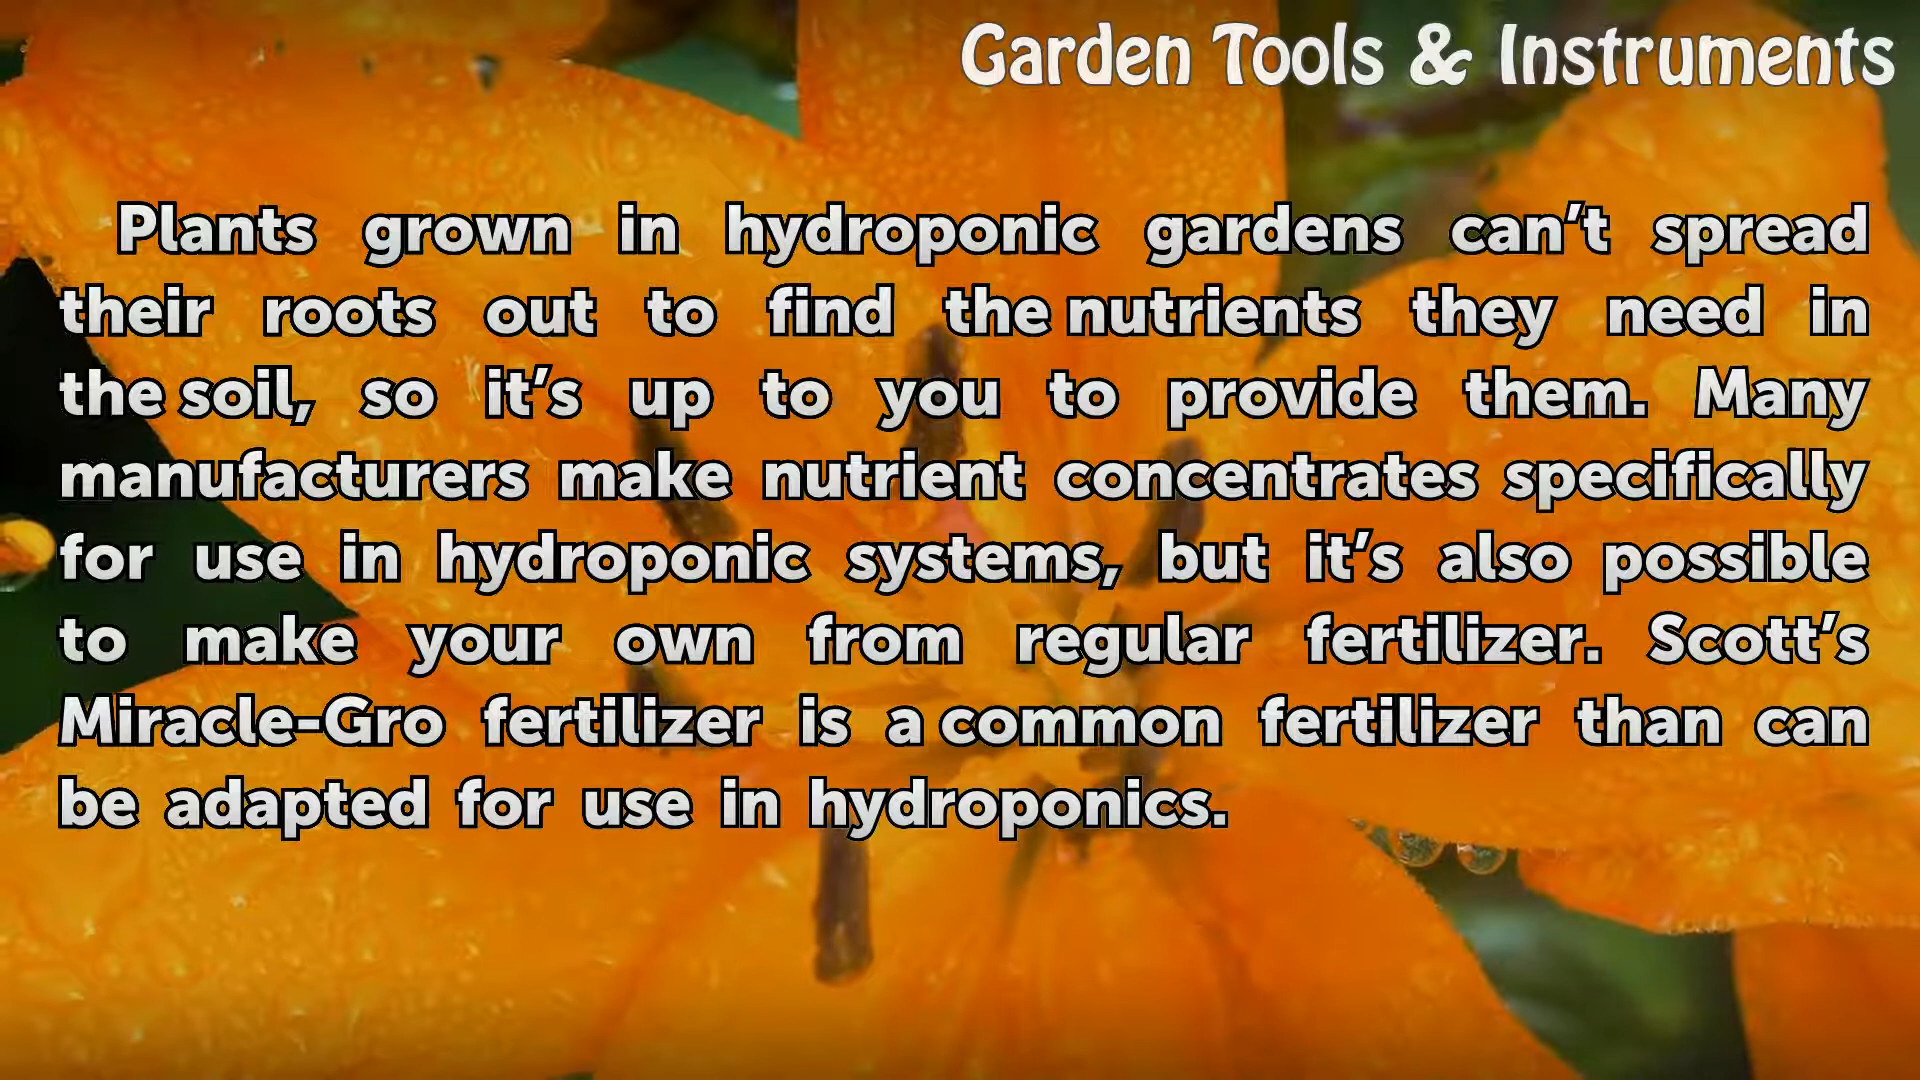 Garden Tools & Instruments
Plants grown in hydroponic gardens can’t spread
their roots out to find the nutrients they need in
the soil, so it’s up to you to provide them. Many
manufacturers make nutrient concentrates specifically
for use in hydroponic systems, but it’s also possible
to make your own from regular fertilizer. Scott’s
Miracle-Gro fertilizer is a common fertilizer than can
be adapted for use in hydroponics.